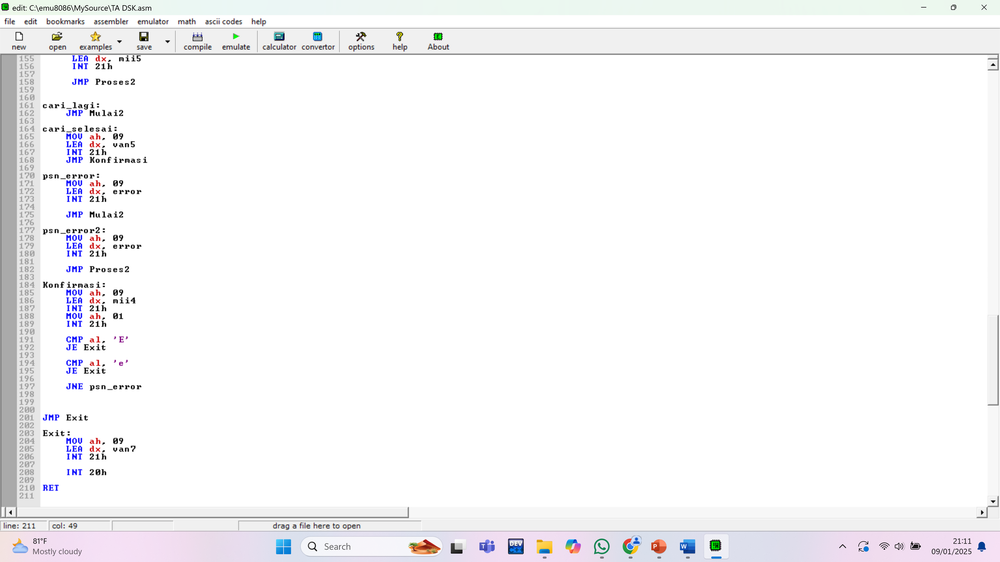 edit: C:\emu8086\MySource\TA DSK.asm
file edit bookmarks assembler emulator math ascii codes help
new open examples save compile emulate calculator convertor options help About
155 LEA dx, mii5
156 INT 21h
157
158 JMP Proses2
159
160
161 cari_lagi:
162 JMP Mulai2
163
164 cari_selesai:
165 MOV ah, 09
166 LEA dx, van5
167 INT 21h
168 JMP Konfirmasi
169
170 psn_error:
171 MOV ah, 09
172 LEA dx, error
173 INT 21h
174
175 JMP Mulai2
176
177 psn_error2:
178 MOV ah, 09
179 LEA dx, error
180 INT 21h
181
182 JMP Proses2
183
184 Konfirmasi:
185 MOV ah, 09
186 LEA dx, mii4
187 INT 21h
188 MOV ah, 01
189 INT 21h
190
191 CMP al, 'E'
192 JE Exit
193
194 CMP al, 'e'
195 JE Exit
196
197 JNE psn_error
198
199
200
201 JMP Exit
202
203 Exit:
204 MOV ah, 09
205 LEA dx, van7
206 INT 21h
207
208 INT 20h
209
210 RET
211
line: 211 col: 49 drag a file here to open
81°F
Mostly cloudy
Search
DEV
C++
21:11
09/01/2025